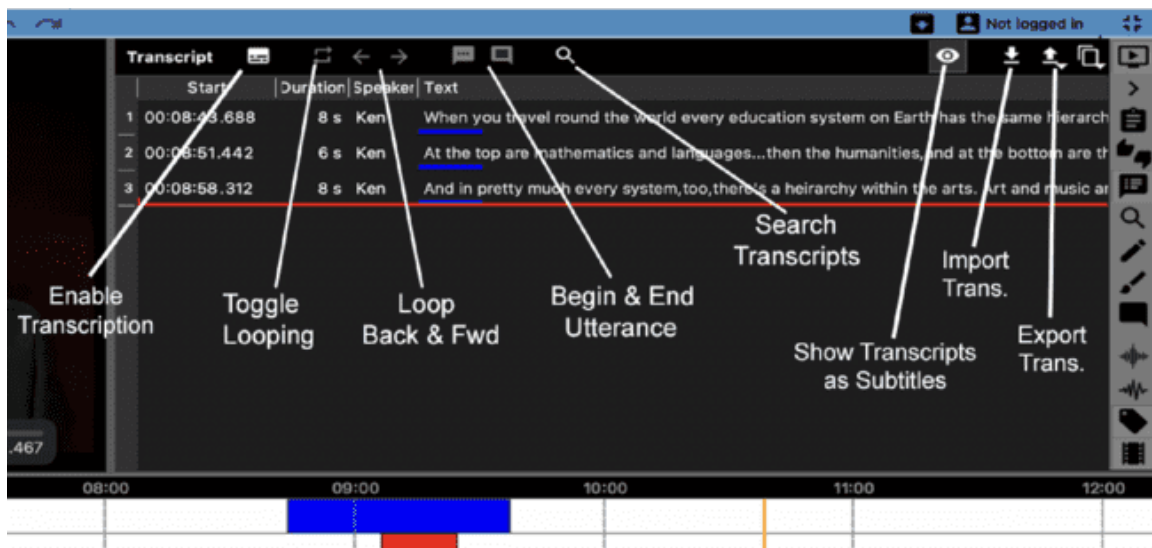 Not logged in
Transcript
Start Duration Speaker Text
1 00:08:43.688 8 s Ken When you travel round the world every education system on Earth has the same hierarch
2 00:08:51.442 6 s Ken At the top are mathematics and languages...then the humanities,and at the bottom are th
3 00:08:58.312 8 s Ken And in pretty much every system,too,there's a heirarchy within the arts. Art and music ar
Enable
Transcription
Toggle
Looping
Loop
Back & Fwd
Begin & End
Utterance
Search
Transcripts
Show Transcripts
as Subtitles
Import
Trans.
Export
Trans.
.467
08:00 09:00 10:00 11:00 12:00